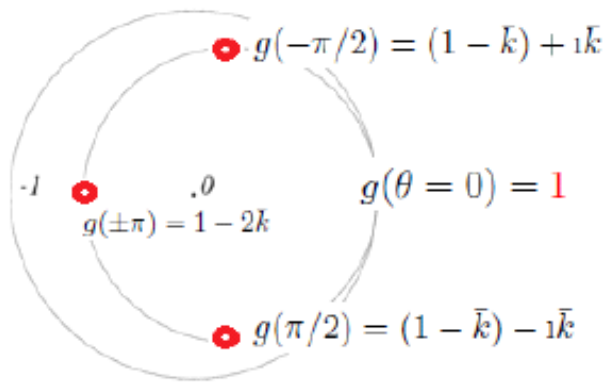 g(−π/2) = (1 − k̄) + ık̄
-1
.0
g(θ = 0) = 1
g(±π) = 1 − 2k̄
g(π/2) = (1 − k̄) − ık̄